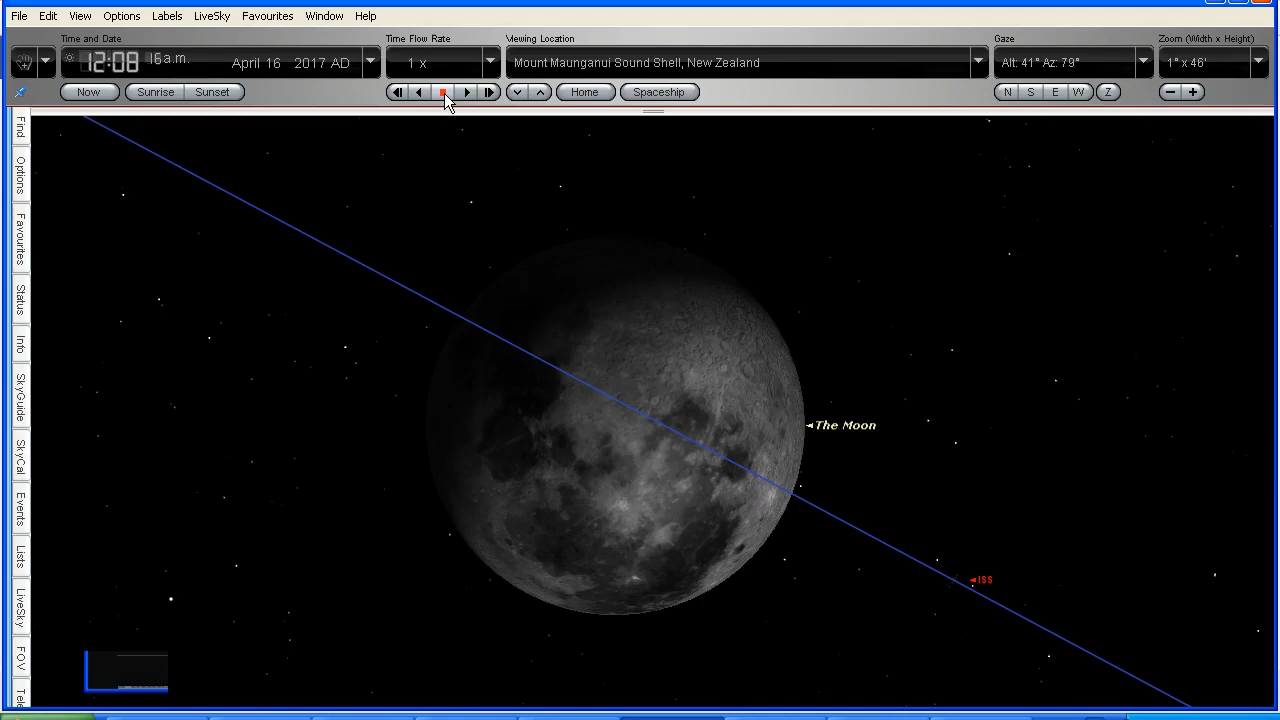 File Edit View Options Labels LiveSky Favourites Window Help
Time and Date Time Flow Rate Viewing Location Gaze Zoom (Width x Height)
12:08 16 a.m. April 16 2017 AD 1 x Mount Maunganui Sound Shell, New Zealand Alt: 41° Az: 79° 1° x 46'
Now Sunrise Sunset Home Spaceship N S E W Z
Find
Options
Favourites
Status
Info
SkyGuide
SkyCal
Events
Lists
LiveSky
FOV
Tele
The Moon
ISS